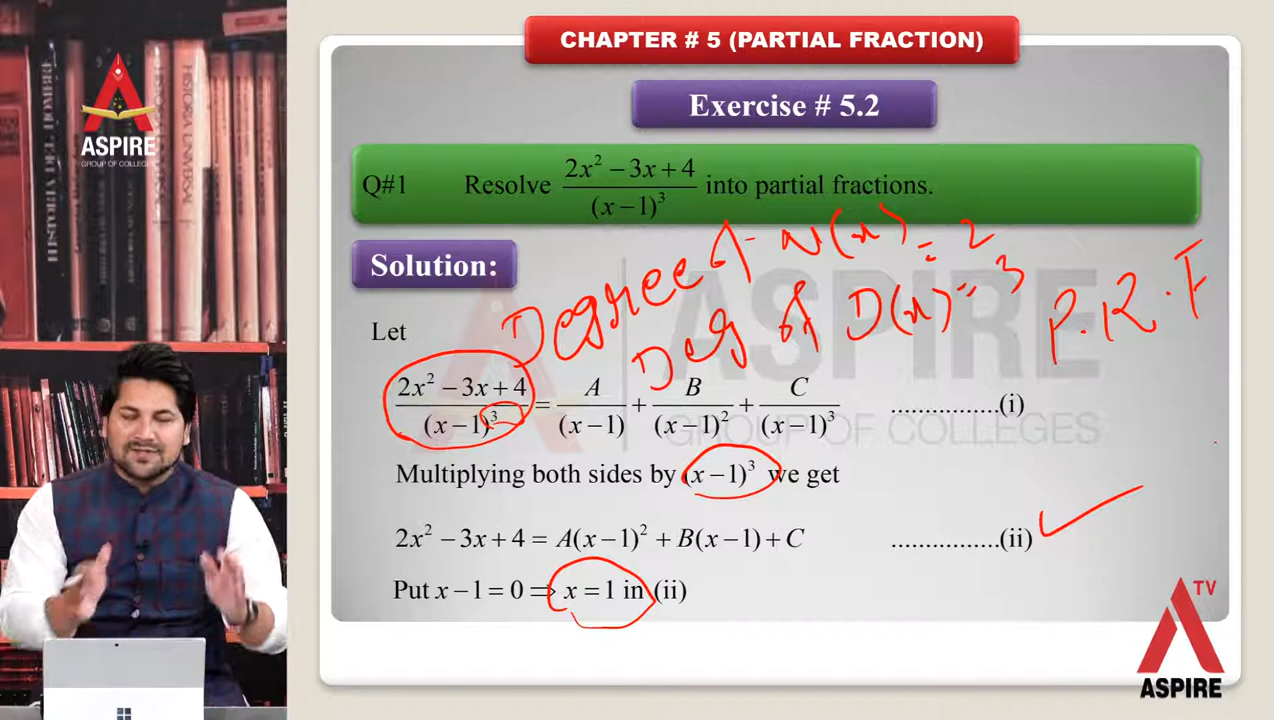 CHAPTER # 5 (PARTIAL FRACTION)
Exercise # 5.2
Q#1 Resolve (2x² − 3x + 4)/(x − 1)³ into partial fractions.
Degree of N(x) = 2
Solution:
Deg of D(x) = 3 P.R.F
Let
(2x² − 3x + 4)/(x − 1)³ = A/(x − 1) + B/(x − 1)² + C/(x − 1)³ ................(i)
Multiplying both sides by (x − 1)³ we get
2x² − 3x + 4 = A(x − 1)² + B(x − 1) + C ................(ii)
Put x − 1 = 0 ⇒ x = 1 in (ii)
ASPIRE
GROUP OF COLLEGES
ASPIRE
GROUP OF COLLEGES
TV
ASPIRE
HISTORIA UNIVERSAL